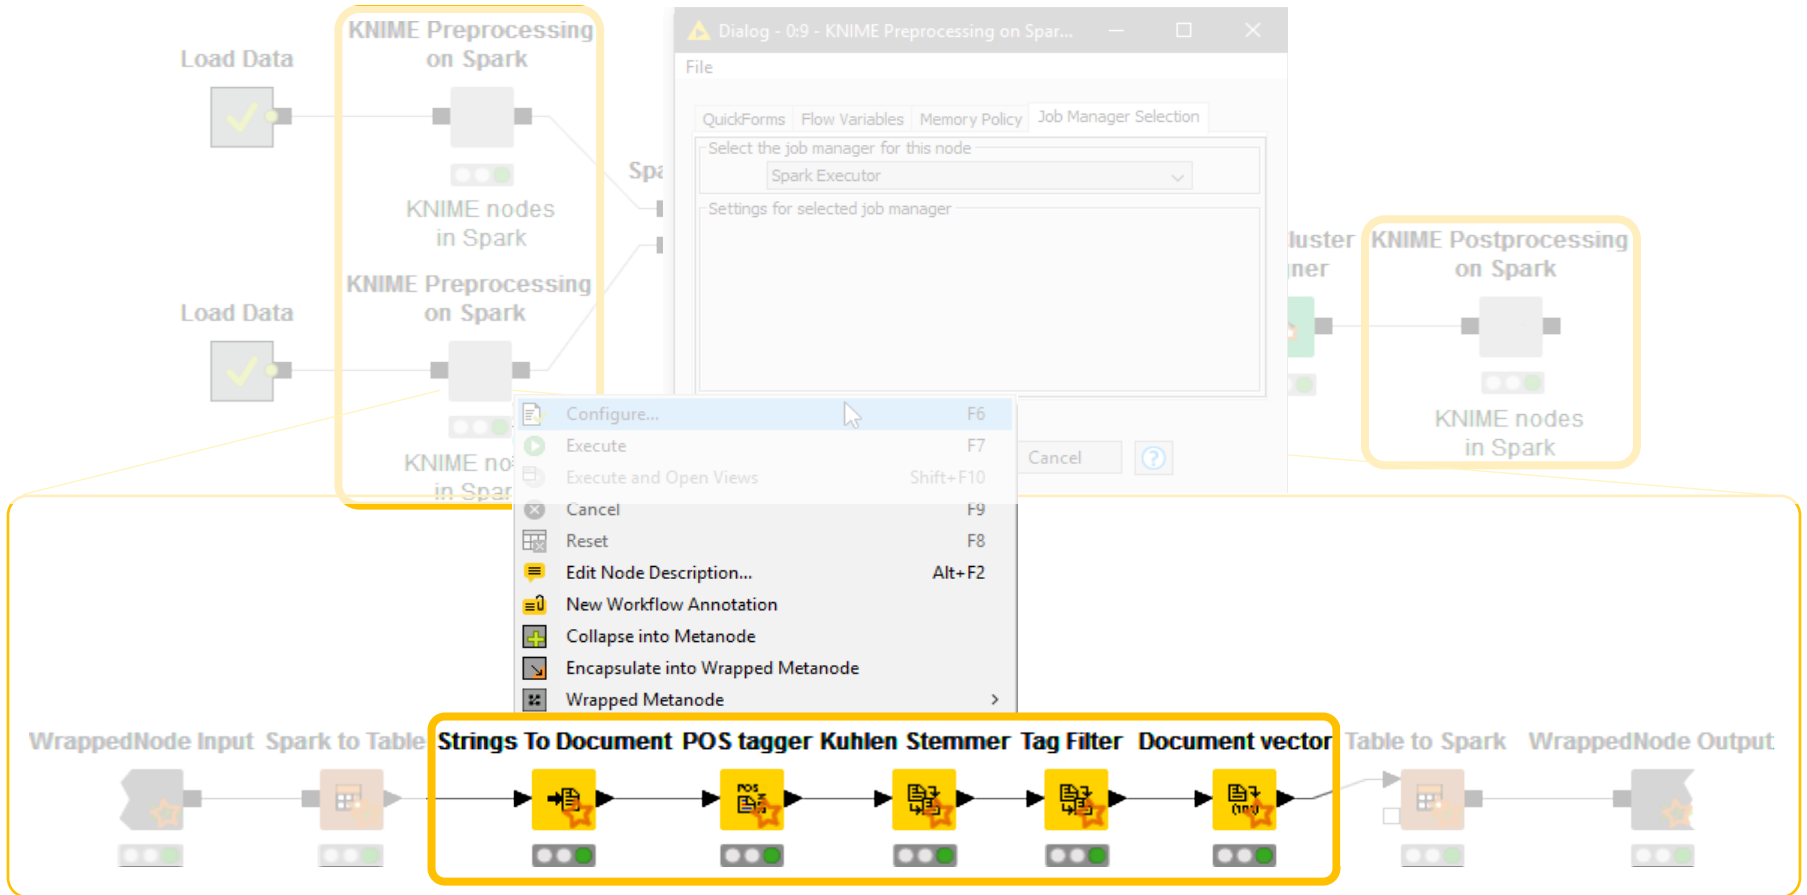 KNIME Preprocessing
on Spark
Load Data
KNIME nodes
in Spark
KNIME Preprocessing
on Spark
Load Data
KNIME no
in Spar
Spa
Dialog - 0:9 - KNIME Preprocessing on Spar...
File
QuickForms Flow Variables Memory Policy Job Manager Selection
Select the job manager for this node
Spark Executor
Settings for selected job manager
Cancel
?
luster
ner
KNIME Postprocessing
on Spark
KNIME nodes
in Spark
Configure... F6
Execute F7
Execute and Open Views Shift+F10
Cancel F9
Reset F8
Edit Node Description... Alt+F2
New Workflow Annotation
Collapse into Metanode
Encapsulate into Wrapped Metanode
Wrapped Metanode >
WrappedNode Input Spark to Table Strings To Document POS tagger Kuhlen Stemmer Tag Filter Document vector Table to Spark WrappedNode Output
POS